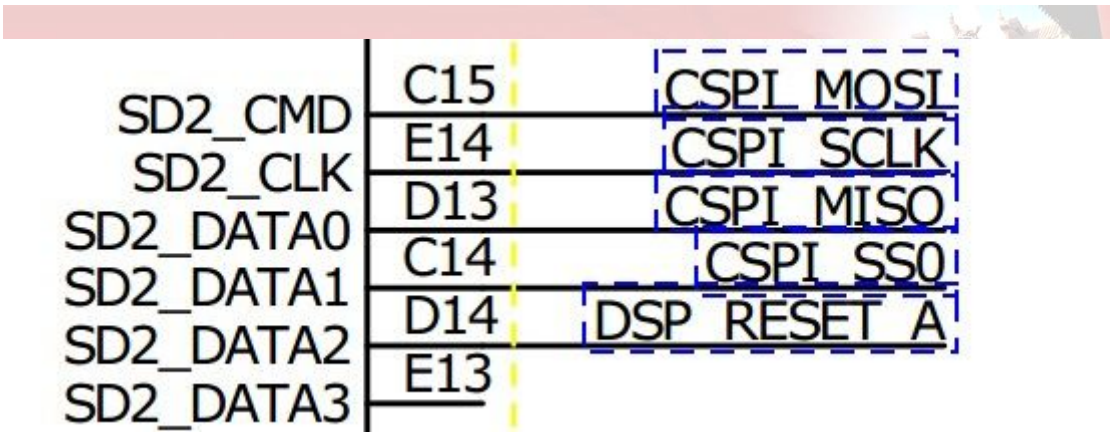 C15 CSPI_MOSI
SD2_CMD
E14 CSPI_SCLK
SD2_CLK
D13 CSPI_MISO
SD2_DATA0
C14 CSPI_SS0
SD2_DATA1
D14 DSP_RESET_A
SD2_DATA2
E13
SD2_DATA3